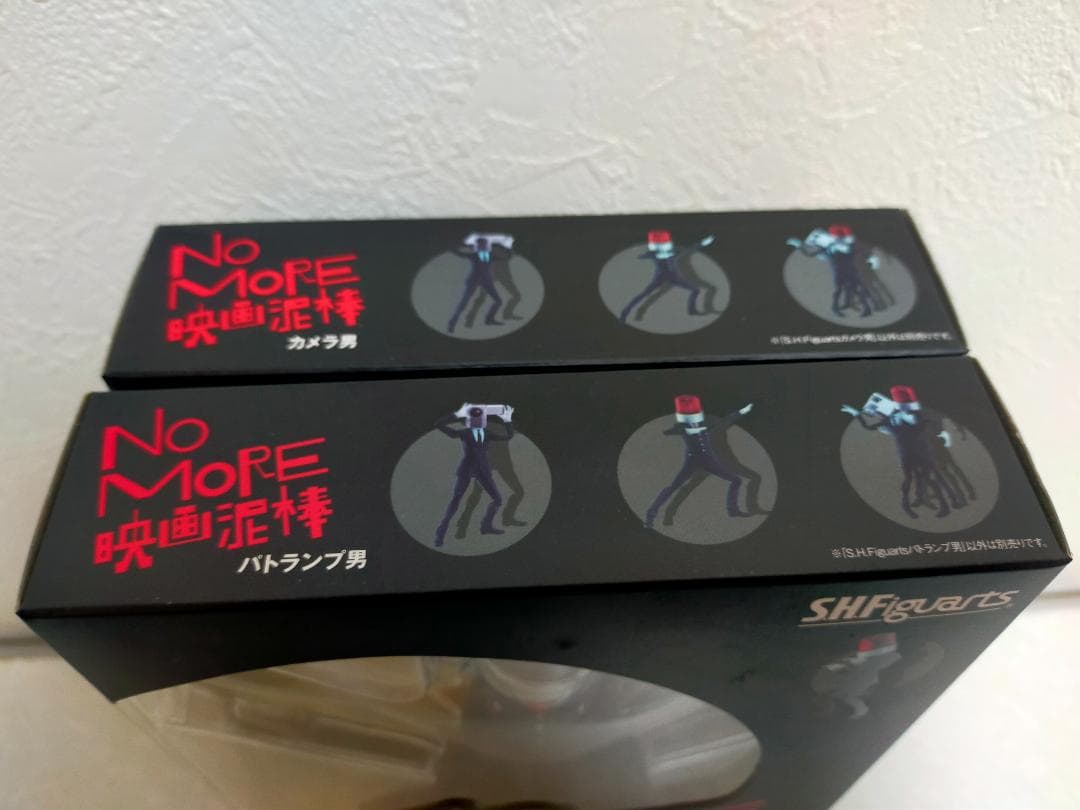 No
MoRE
映画泥棒
カメラ男
※「S.H.Figuartsカメラ男」以外は別売りです。
No
MoRE
映画泥棒
パトランプ男
※「S.H.Figuartsパトランプ男」以外は別売りです。
S.H.Figuarts